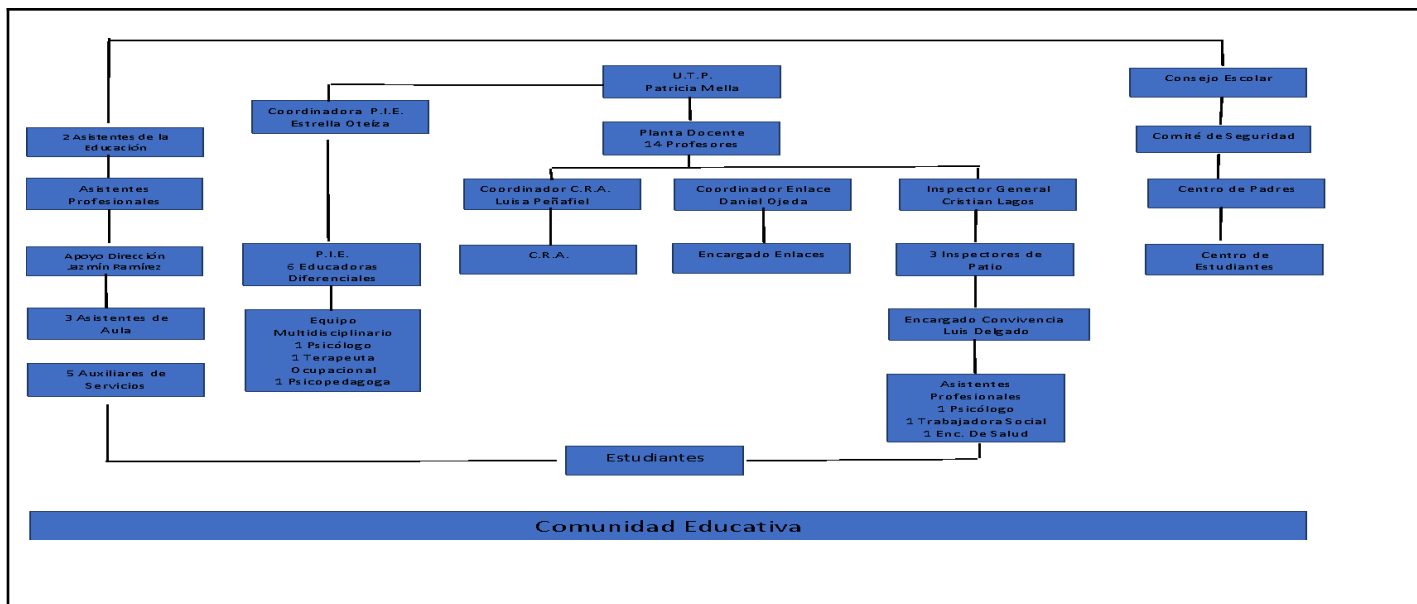 U.T.P.
Patricia Mella
Consejo Escolar
Coordinadora P.I.E.
Estrella Oteíza
2 Asistentes de la
Educación
Planta Docente
14 Profesores
Comité de Seguridad
Asistentes
Profesionales
Coordinador C.R.A.
Luisa Peñafiel
Coordinador Enlace
Daniel Ojeda
Inspector General
Cristian Lagos
Centro de Padres
Apoyo Dirección
Jazmín Ramírez
P.I.E.
6 Educadoras
Diferenciales
C.R.A.
Encargado Enlaces
3 Inspectores de
Patio
Centro de
Estudiantes
3 Asistentes de
Aula
Equipo
Multidisciplinario
1 Psicólogo
1 Terapeuta
Ocupacional
1 Psicopedagoga
Encargado Convivencia
Luis Delgado
5 Auxiliares de
Servicios
Asistentes
Profesionales
1 Psicólogo
1 Trabajadora Social
1 Enc. De Salud
Estudiantes
Comunidad Educativa